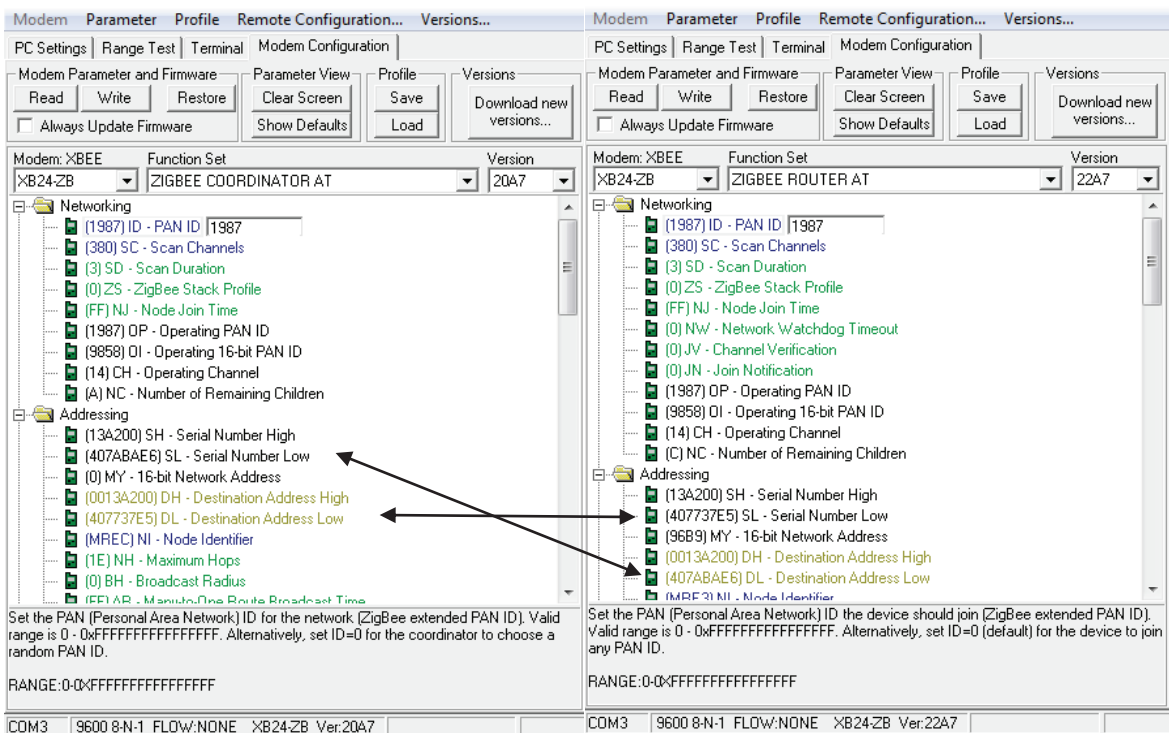 Modem Parameter Profile Remote Configuration... Versions...
PC Settings Range Test Terminal Modem Configuration
Modem Parameter and Firmware Parameter View Profile Versions
Read Write Restore Clear Screen Save Download new versions...
Always Update Firmware Show Defaults Load
Modem: XBEE Function Set Version
XB24-ZB ZIGBEE COORDINATOR AT 20A7
Networking
(1987) ID - PAN ID 1987
(380) SC - Scan Channels
(3) SD - Scan Duration
(0) ZS - ZigBee Stack Profile
(FF) NJ - Node Join Time
(1987) OP - Operating PAN ID
(9858) OI - Operating 16-bit PAN ID
(14) CH - Operating Channel
(A) NC - Number of Remaining Children
Addressing
(13A200) SH - Serial Number High
(407ABAE6) SL - Serial Number Low
(0) MY - 16-bit Network Address
(0013A200) DH - Destination Address High
(407737E5) DL - Destination Address Low
(MREC) NI - Node Identifier
(1E) NH - Maximum Hops
(0) BH - Broadcast Radius
(FF) AR - Many-to-One Route Broadcast Time
Set the PAN (Personal Area Network) ID for the network (ZigBee extended PAN ID). Valid
range is 0 - 0xFFFFFFFFFFFFFFFF. Alternatively, set ID=0 for the coordinator to choose a
random PAN ID.
RANGE:0-0XFFFFFFFFFFFFFFFF
COM3 9600 8-N-1 FLOW:NONE XB24-ZB Ver:20A7
Modem Parameter Profile Remote Configuration... Versions...
PC Settings Range Test Terminal Modem Configuration
Modem Parameter and Firmware Parameter View Profile Versions
Read Write Restore Clear Screen Save Download new versions...
Always Update Firmware Show Defaults Load
Modem: XBEE Function Set Version
XB24-ZB ZIGBEE ROUTER AT 22A7
Networking
(1987) ID - PAN ID 1987
(380) SC - Scan Channels
(3) SD - Scan Duration
(0) ZS - ZigBee Stack Profile
(FF) NJ - Node Join Time
(0) NW - Network Watchdog Timeout
(0) JV - Channel Verification
(0) JN - Join Notification
(1987) OP - Operating PAN ID
(9858) OI - Operating 16-bit PAN ID
(14) CH - Operating Channel
(C) NC - Number of Remaining Children
Addressing
(13A200) SH - Serial Number High
(407737E5) SL - Serial Number Low
(96B9) MY - 16-bit Network Address
(0013A200) DH - Destination Address High
(407ABAE6) DL - Destination Address Low
(MRE3) NI - Node Identifier
Set the PAN (Personal Area Network) ID the device should join (ZigBee extended PAN ID).
Valid range is 0 - 0xFFFFFFFFFFFFFFFF. Alternatively, set ID=0 (default) for the device to join
any PAN ID.
RANGE:0-0XFFFFFFFFFFFFFFFF
COM3 9600 8-N-1 FLOW:NONE XB24-ZB Ver:22A7